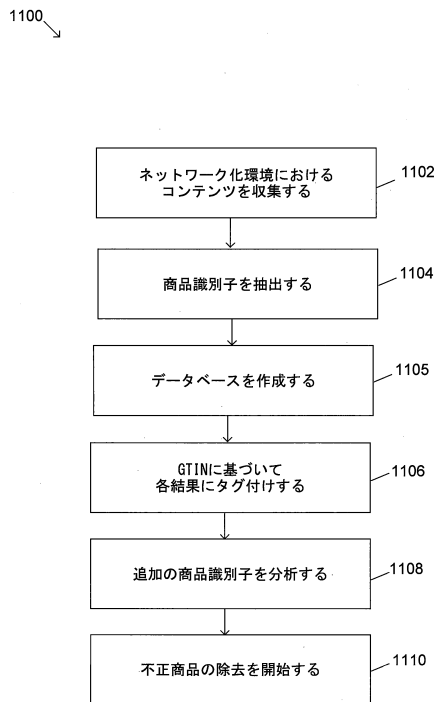 1100
ネットワーク化環境における
コンテンツを収集する
1102
商品識別子を抽出する
1104
データベースを作成する
1105
GTINに基づいて
各結果にタグ付けする
1106
追加の商品識別子を分析する
1108
不正商品の除去を開始する
1110